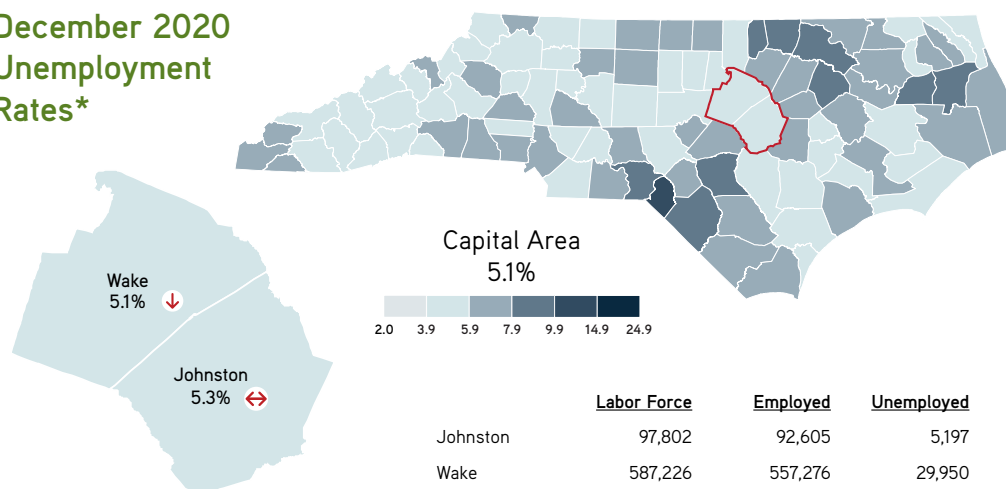 December 2020
Unemployment
Rates*
Capital Area
5.1%
2.0 3.9 5.9 7.9 9.9 14.9 24.9
Wake
5.1%
Johnston
5.3%
Labor Force Employed Unemployed
Johnston 97,802 92,605 5,197
Wake 587,226 557,276 29,950